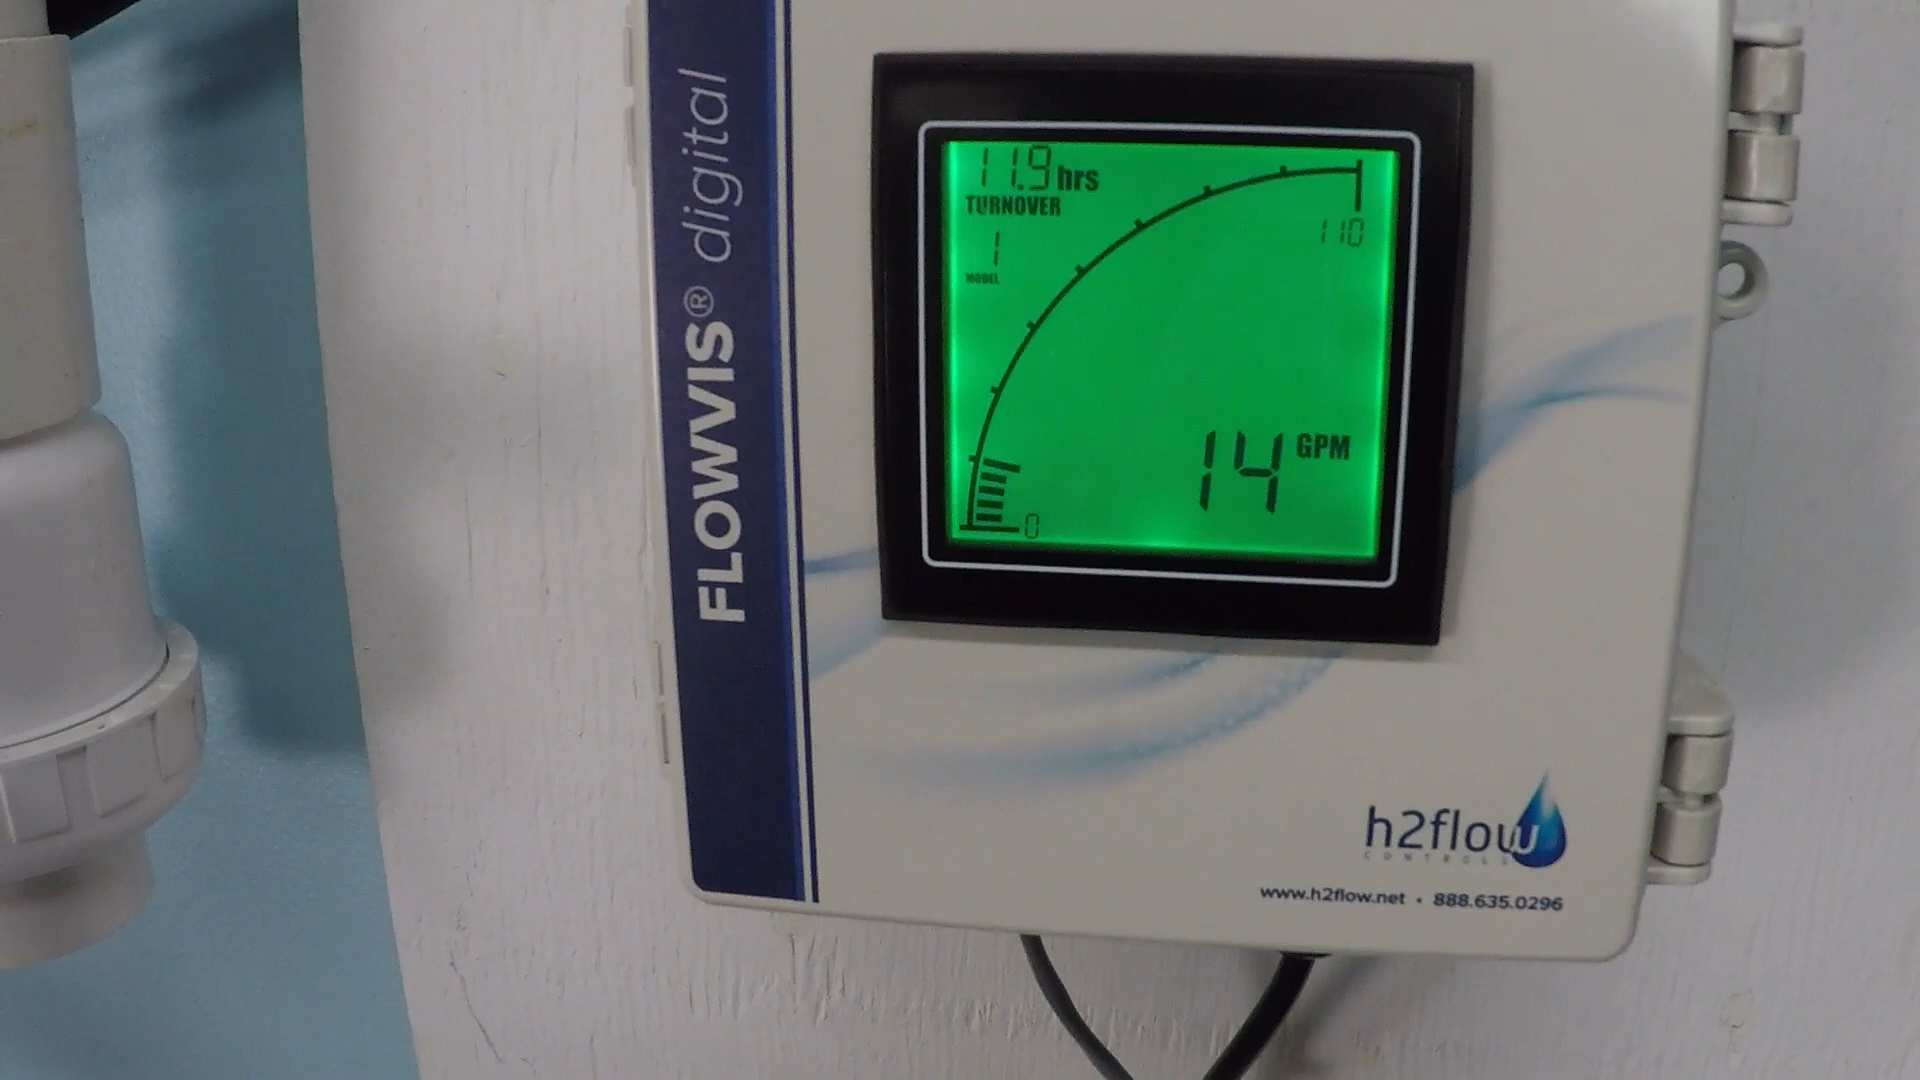 FLOWVIS® digital
11.9 hrs
TURNOVER
1
MODEL
110
14 GPM
0
h2flow
CONTROLS
www.h2flow.net • 888.635.0296